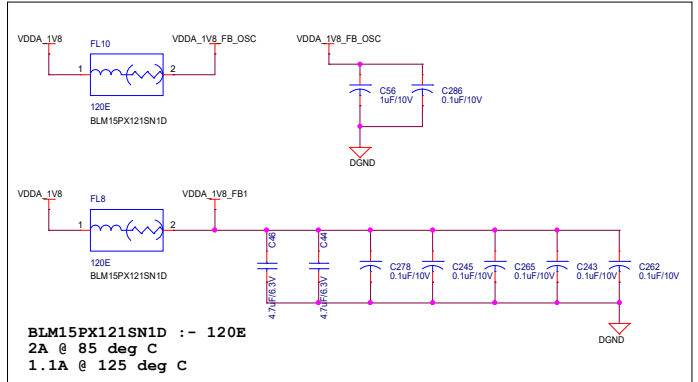 VDDA_1V8
VDDA_1V8_FB_OSC
VDDA_1V8_FB_OSC
FL10
1
2
120E
BLM15PX121SN1D
C56
1uF/10V
C286
0.1uF/10V
DGND
VDDA_1V8
VDDA_1V8_FB1
FL8
1
2
120E
BLM15PX121SN1D
C46
4.7uF/6.3V
C44
4.7uF/6.3V
C278
0.1uF/10V
C245
0.1uF/10V
C265
0.1uF/10V
C243
0.1uF/10V
C262
0.1uF/10V
DGND
BLM15PX121SN1D :- 120E
2A @ 85 deg C
1.1A @ 125 deg C